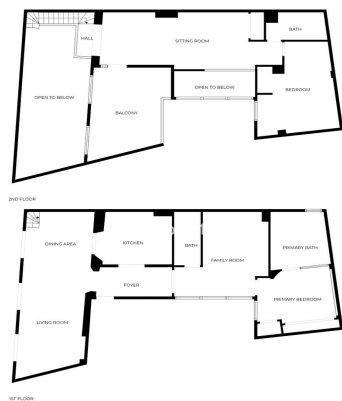 HALL
SITTING ROOM
BATH
OPEN TO BELOW
BALCONY
OPEN TO BELOW
BEDROOM
2ND FLOOR
DINING AREA
KITCHEN
BATH
FAMILY ROOM
PRIMARY BATH
FOYER
LIVING ROOM
PRIMARY BEDROOM
1ST FLOOR